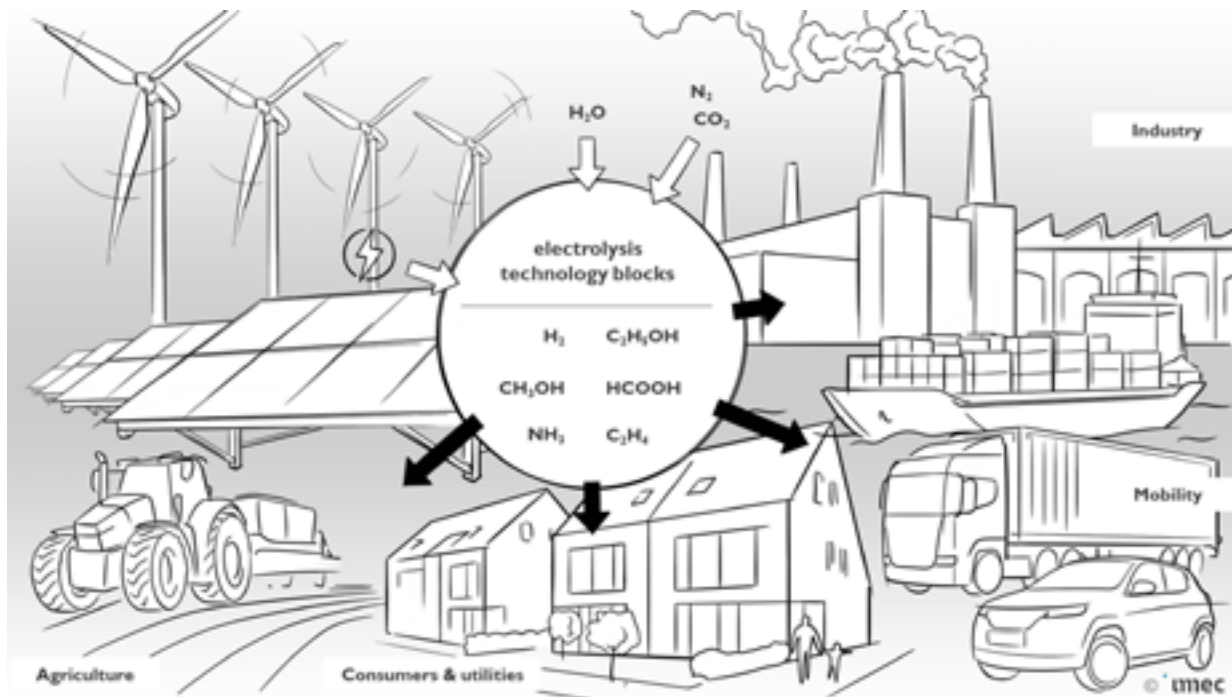 H₂O
N₂
CO₂
Industry
electrolysis
technology blocks
H₂ C₂H₅OH
CH₃OH HCOOH
NH₃ C₂H₄
Mobility
Agriculture
Consumers & utilities
© imec